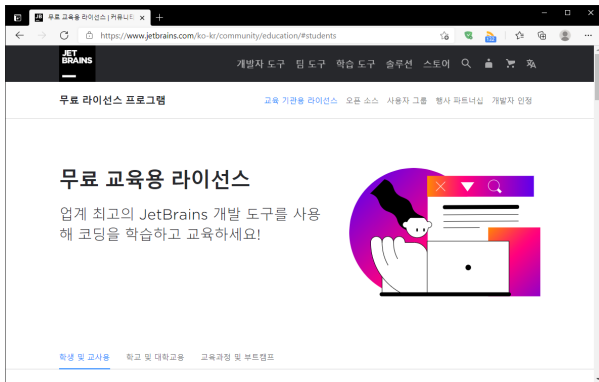 무료 교육용 라이선스 | 커뮤니티
https://www.jetbrains.com/ko-kr/community/education/#students
JET
BRAINS
개발자 도구 팀 도구 학습 도구 솔루션 스토어
무료 라이선스 프로그램
교육 기관용 라이선스 오픈 소스 사용자 그룹 행사 파트너십 개발자 인정
무료 교육용 라이선스
업계 최고의 JetBrains 개발 도구를 사용
해 코딩을 학습하고 교육하세요!
학생 및 교사용 학교 및 대학교용 교육과정 및 부트캠프